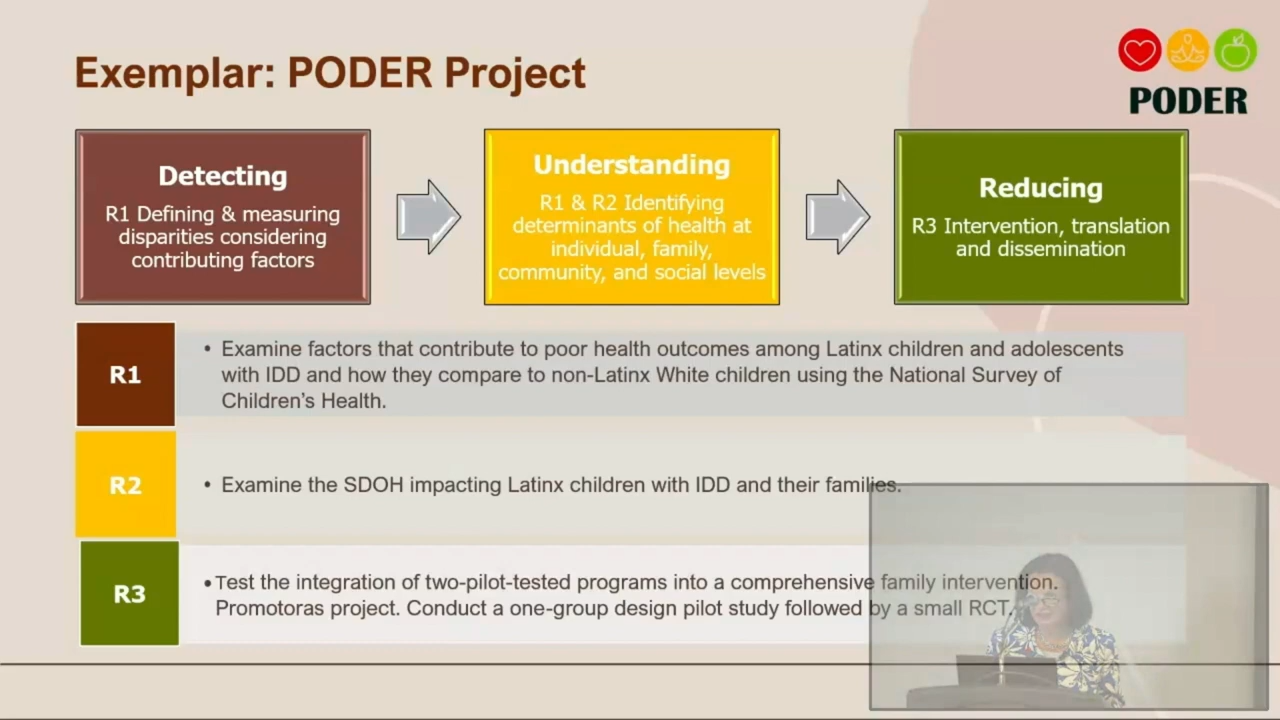 Exemplar: PODER Project
PODER
Detecting
R1 Defining & measuring
disparities considering
contributing factors
Understanding
R1 & R2 Identifying
determinants of health at
individual, family,
community, and social levels
Reducing
R3 Intervention, translation
and dissemination
R1
• Examine factors that contribute to poor health outcomes among Latinx children and adolescents
with IDD and how they compare to non-Latinx White children using the National Survey of
Children’s Health.
R2
• Examine the SDOH impacting Latinx children with IDD and their families.
R3
• Test the integration of two-pilot-tested programs into a comprehensive family intervention.
Promotoras project. Conduct a one-group design pilot study followed by a small RCT.